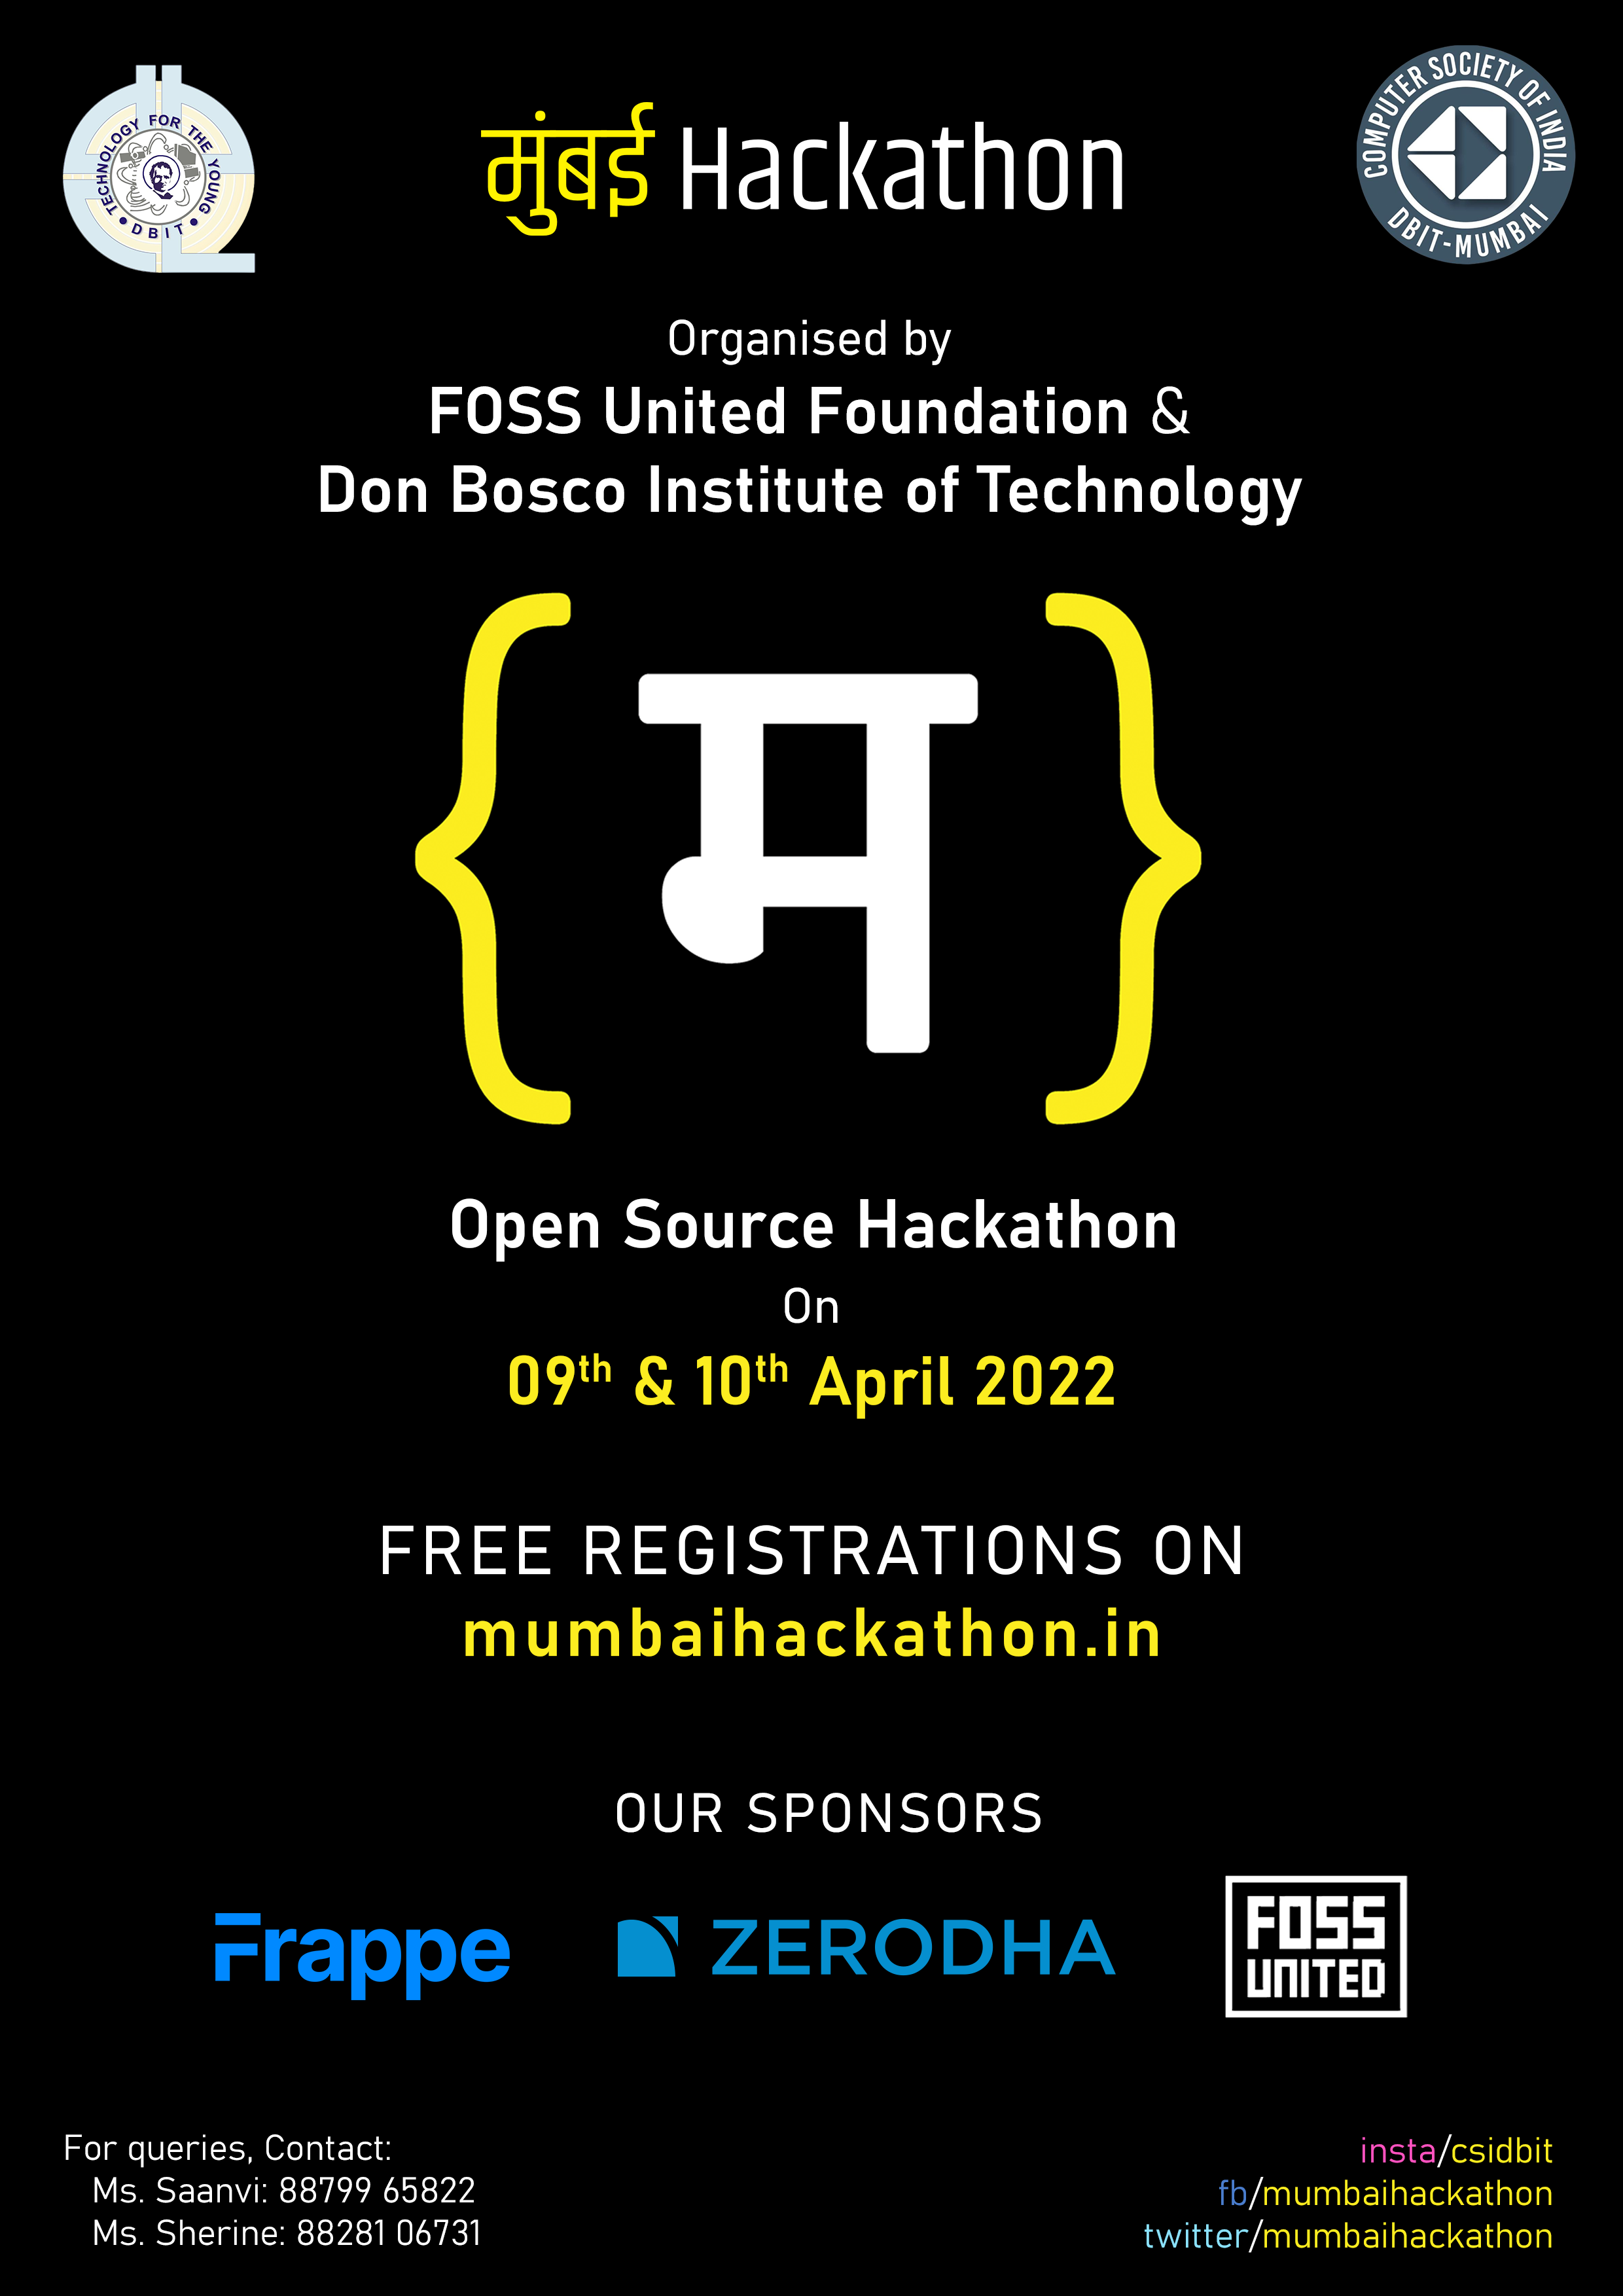 TECHNOLOGY FOR THE YOUNG
• DBIT •
मुंबई Hackathon
COMPUTER SOCIETY OF INDIA
DBIT-MUMBAI
Organised by
FOSS United Foundation &
Don Bosco Institute of Technology
{म}
Open Source Hackathon
On
09th & 10th April 2022
FREE REGISTRATIONS ON
mumbaihackathon.in
OUR SPONSORS
Frappe
ZERODHA
FOSS
UNITED
For queries, Contact:
Ms. Saanvi: 88799 65822
Ms. Sherine: 88281 06731
insta/csidbit
fb/mumbaihackathon
twitter/mumbaihackathon